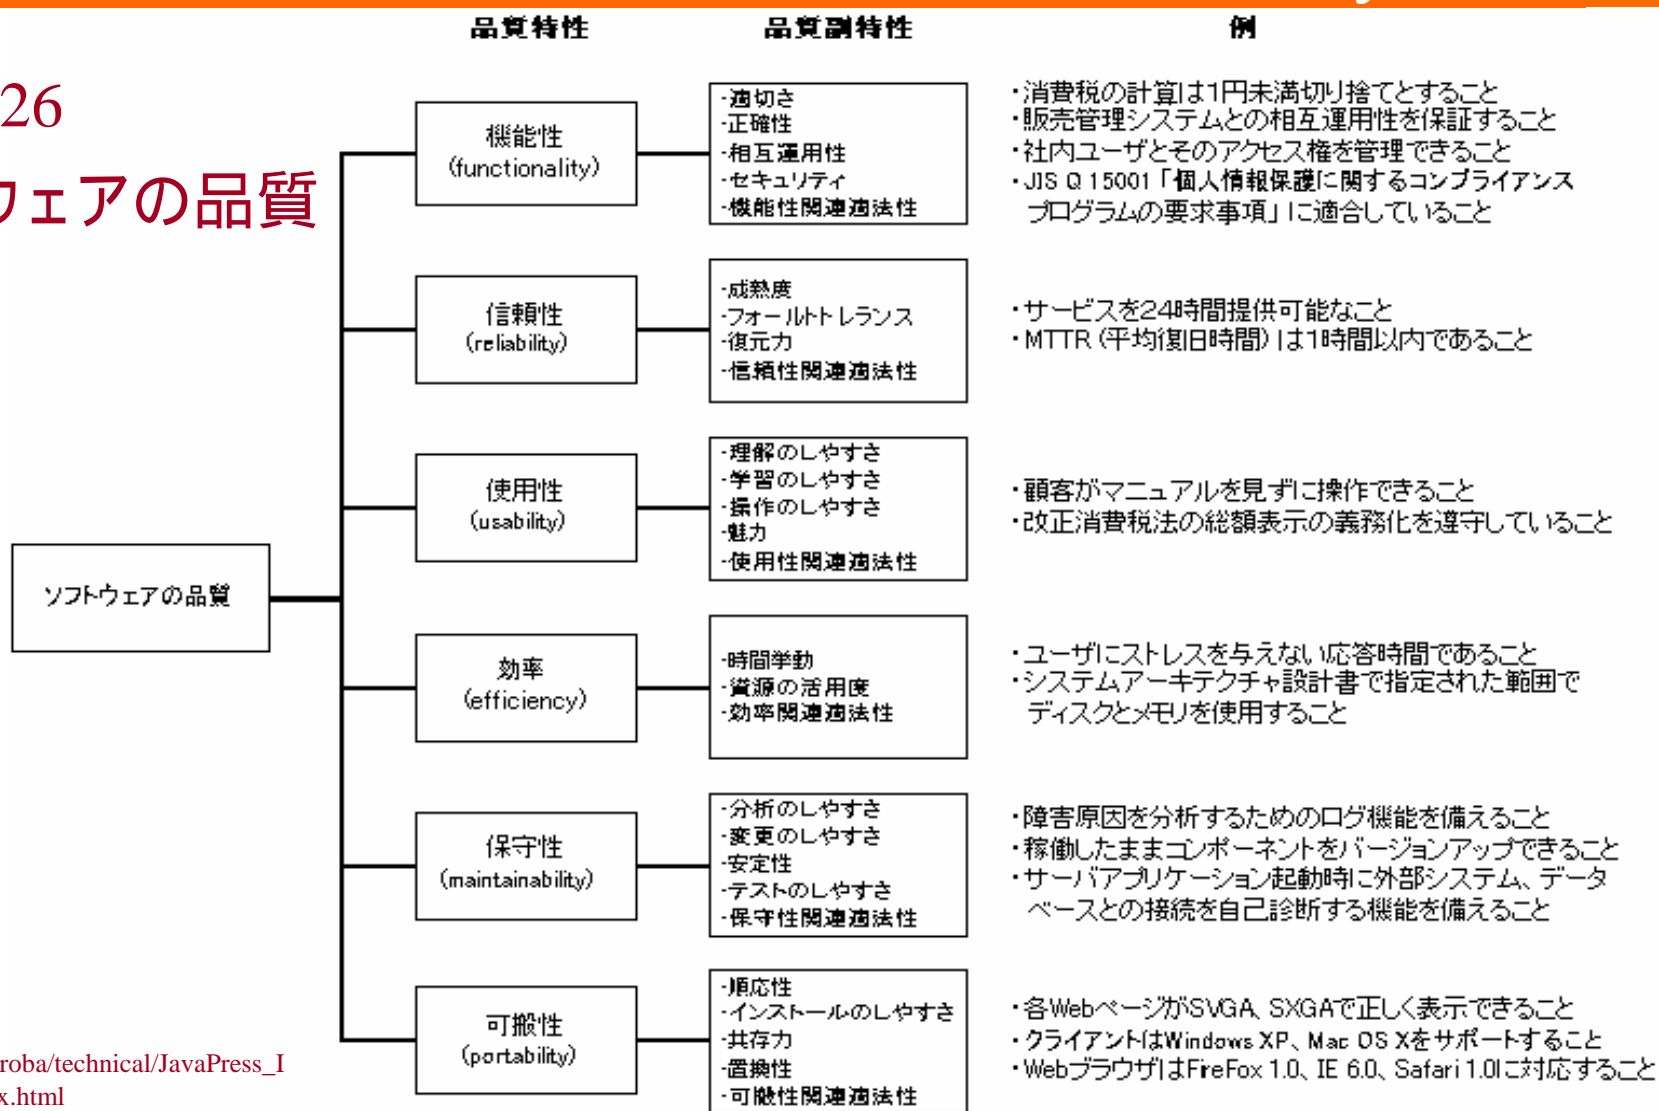 品質特性 品質副特性 例
26
ウェアの品質
ソフトウェアの品質
機能性
(functionality)
・適切さ
・正確性
・相互運用性
・セキュリティ
・機能性関連適法性
・消費税の計算は1円未満切り捨てとすること
・販売管理システムとの相互運用性を保証すること
・社内ユーザとそのアクセス権を管理できること
・JIS Q 15001「個人情報保護に関するコンプライアンス
プログラムの要求事項」に適合していること
信頼性
(reliability)
・成熟度
・フォールトトレランス
・復元力
・信頼性関連適法性
・サービスを24時間提供可能なこと
・MTTR(平均復旧時間)は1時間以内であること
使用性
(usability)
・理解のしやすさ
・学習のしやすさ
・操作のしやすさ
・魅力
・使用性関連適法性
・顧客がマニュアルを見ずに操作できること
・改正消費税法の総額表示の義務化を遵守していること
効率
(efficiency)
・時間挙動
・資源の活用度
・効率関連適法性
・ユーザにストレスを与えない応答時間であること
・システムアーキテクチャ設計書で指定された範囲で
ディスクとメモリを使用すること
保守性
(maintainability)
・分析のしやすさ
・変更のしやすさ
・安定性
・テストのしやすさ
・保守性関連適法性
・障害原因を分析するためのログ機能を備えること
・稼働したままコンポーネントをバージョンアップできること
・サーバアプリケーション起動時に外部システム、データ
ベースとの接続を自己診断する機能を備えること
可搬性
(portability)
・順応性
・インストールのしやすさ
・共存力
・置換性
・可搬性関連適法性
・各WebページがSVGA、SXGAで正しく表示できること
・クライアントはWindows XP、Mac OS Xをサポートすること
・WebブラウザはFireFox 1.0、IE 6.0、Safari 1.0に対応すること
roba/technical/JavaPress_I
x.html